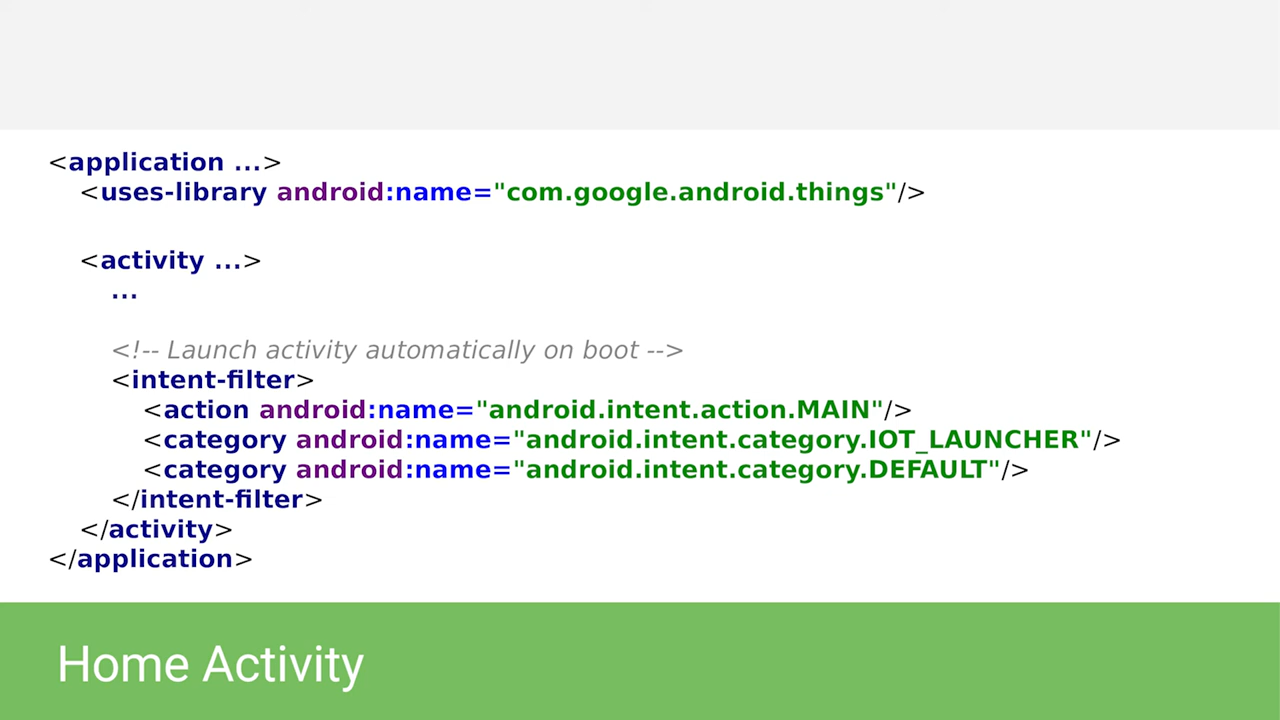 <application ...>
<uses-library android:name="com.google.android.things"/>
<activity ...>
...
<!-- Launch activity automatically on boot -->
<intent-filter>
<action android:name="android.intent.action.MAIN"/>
<category android:name="android.intent.category.IOT_LAUNCHER"/>
<category android:name="android.intent.category.DEFAULT"/>
</intent-filter>
</activity>
</application>
Home Activity